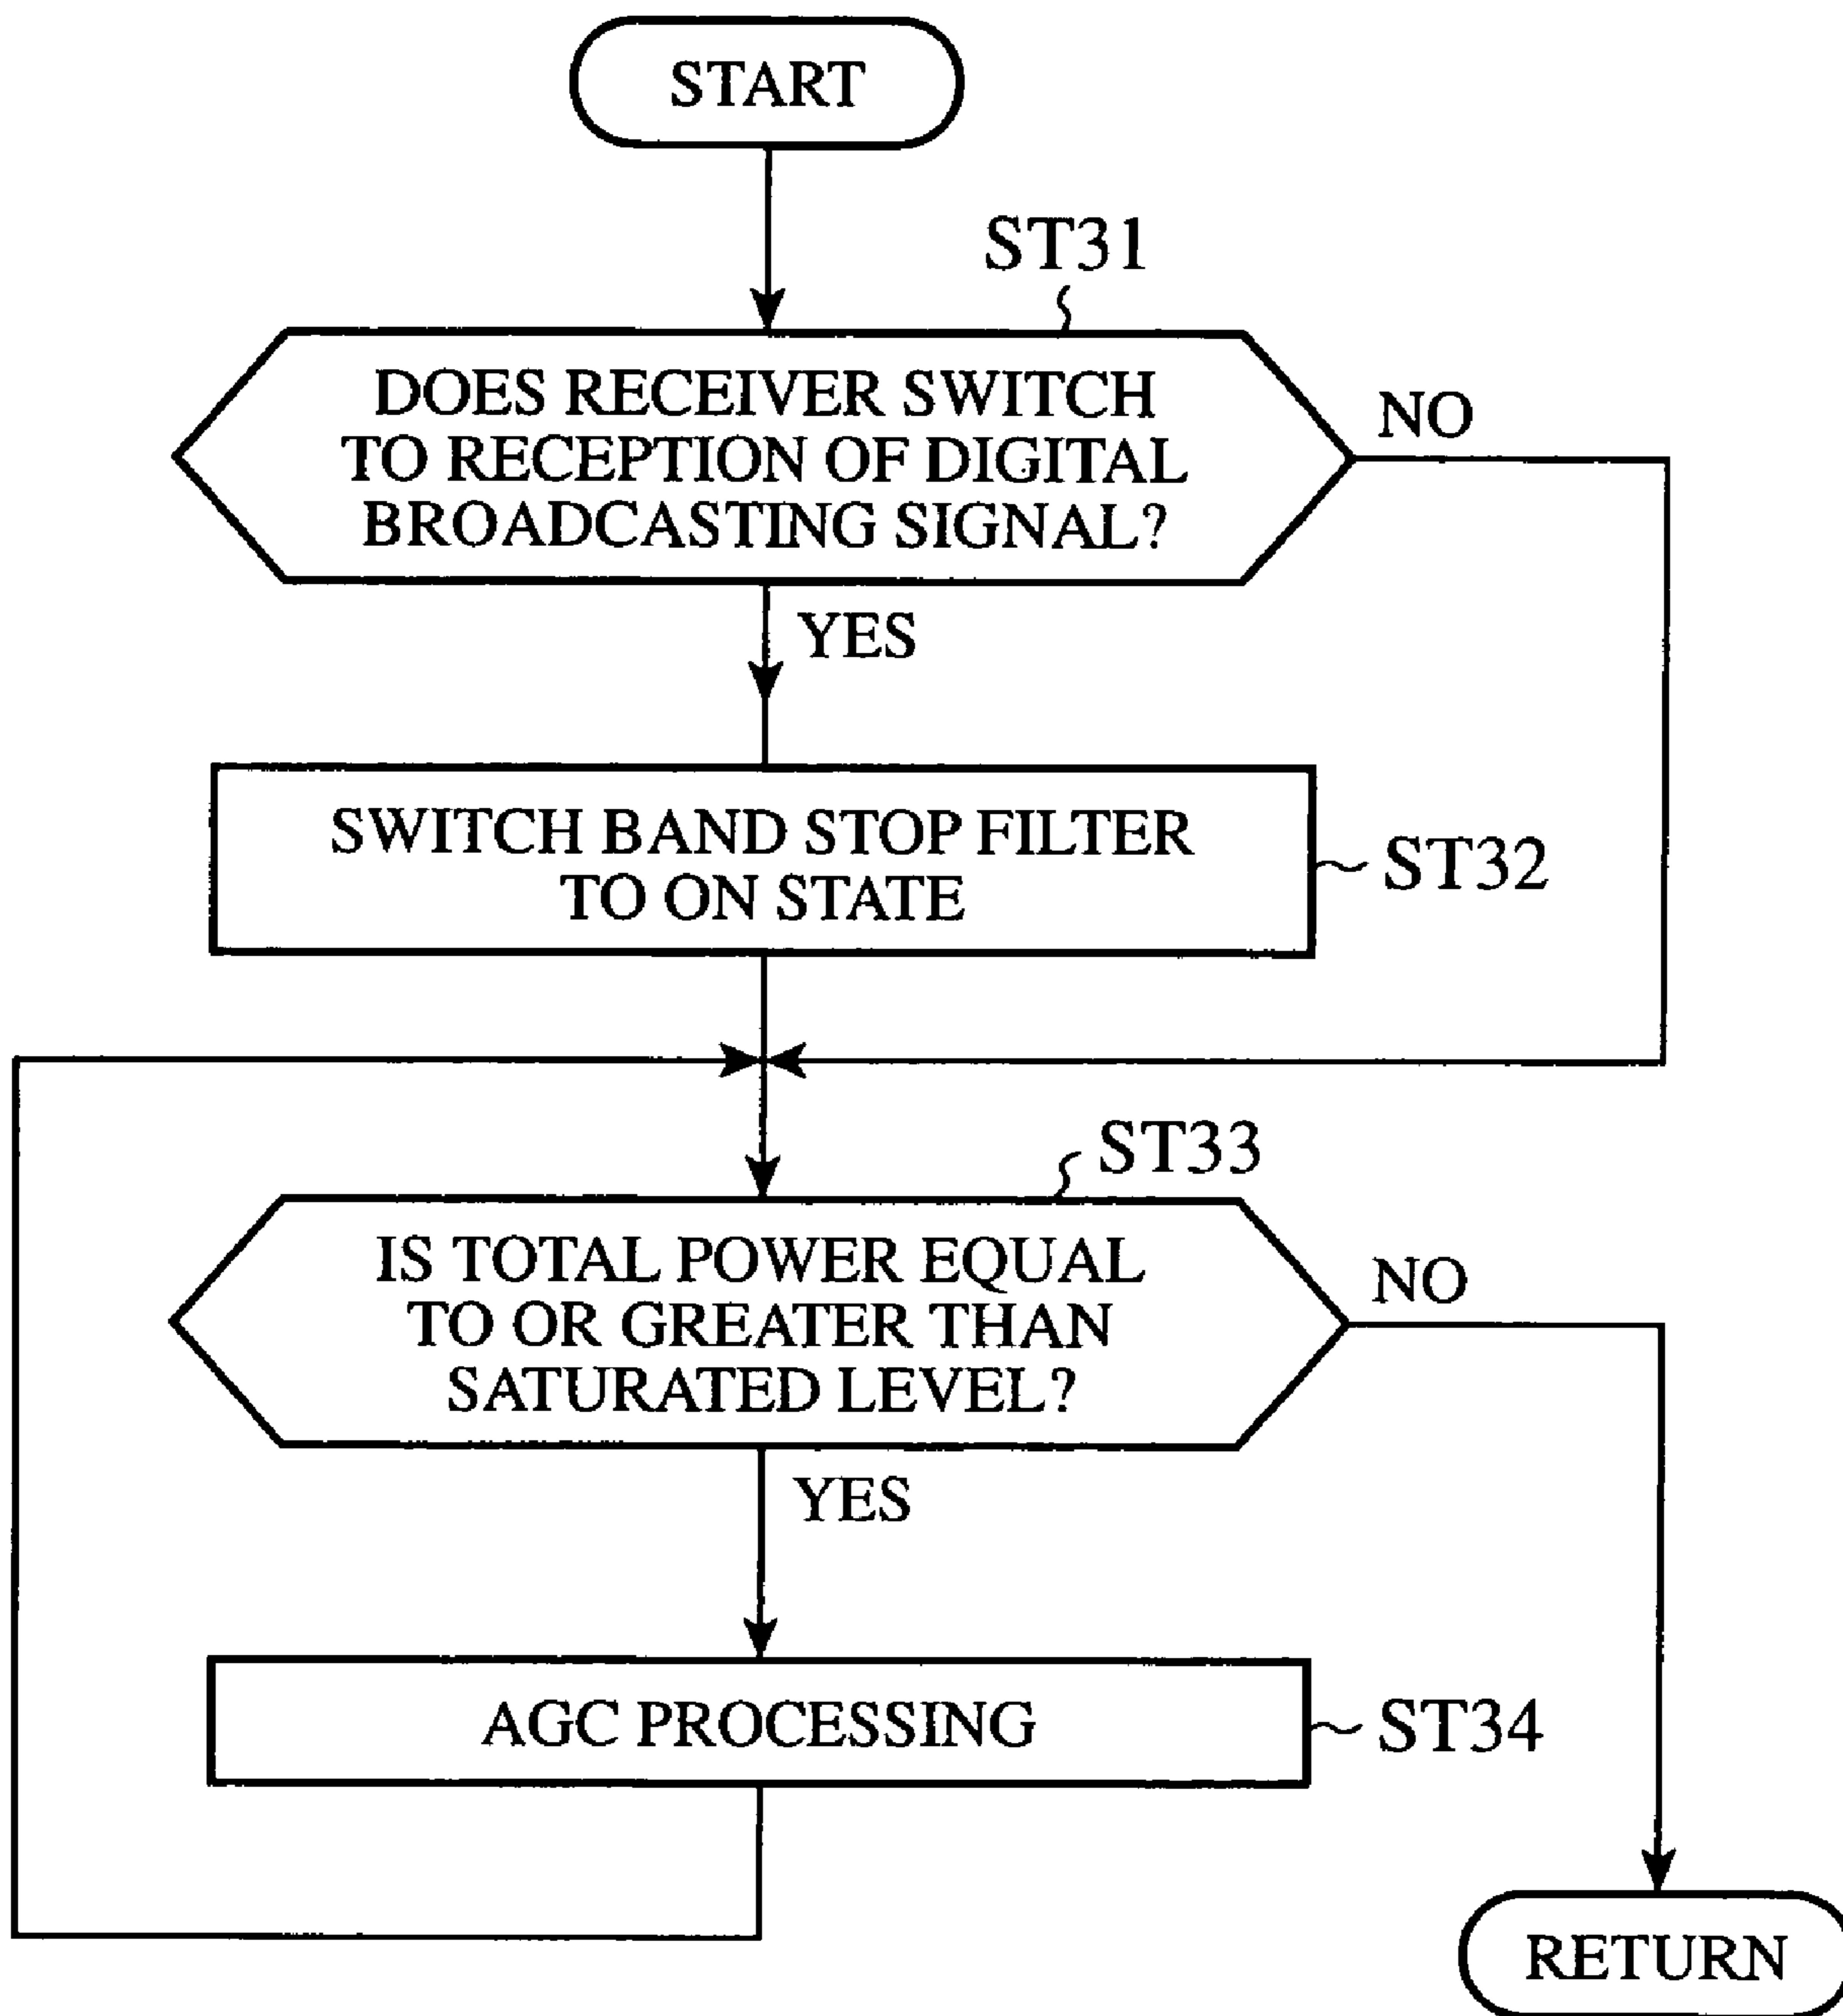 START
ST31
DOES RECEIVER SWITCH
TO RECEPTION OF DIGITAL
BROADCASTING SIGNAL?
NO
YES
SWITCH BAND STOP FILTER
TO ON STATE
ST32
ST33
IS TOTAL POWER EQUAL
TO OR GREATER THAN
SATURATED LEVEL?
NO
YES
AGC PROCESSING
ST34
RETURN